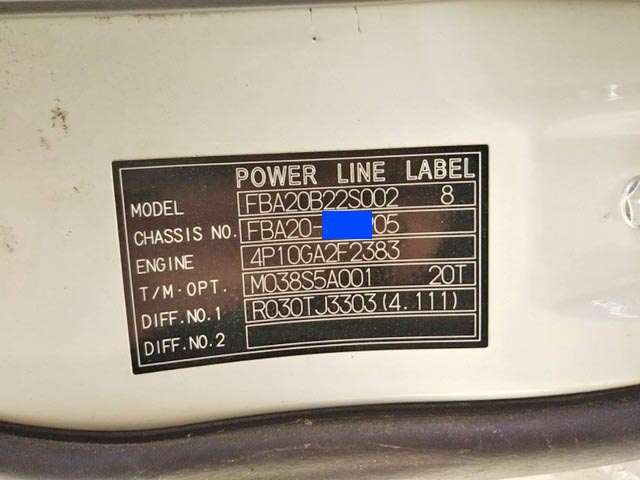 POWER LINE LABEL
MODEL FBA20B22S002 8
CHASSIS NO. FBA20- 05
ENGINE 4P10GA2F2383
T/M·OPT. M038S5A001 20T
DIFF.NO.1 R030TJ3303(4.111)
DIFF.NO.2